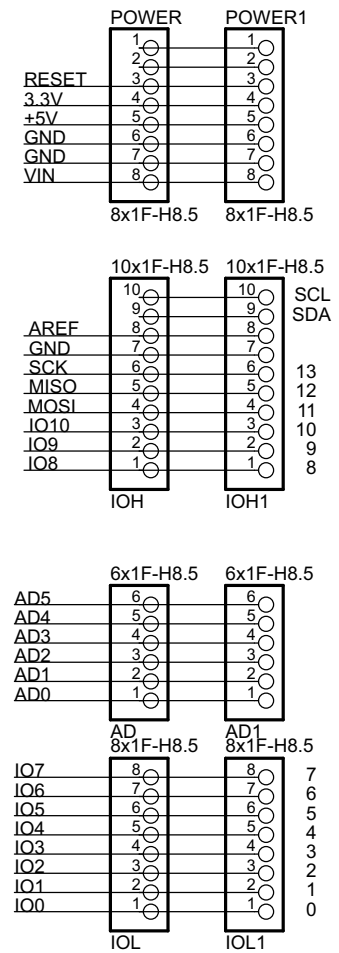 POWER POWER1
1 1
2 2
RESET 3 3
3.3V 4 4
+5V 5 5
GND 6 6
GND 7 7
VIN 8 8
8x1F-H8.5 8x1F-H8.5
10x1F-H8.5 10x1F-H8.5
10 10 SCL
9 9 SDA
AREF 8 8
GND 7 7
SCK 6 6 13
MISO 5 5 12
MOSI 4 4 11
IO10 3 3 10
IO9 2 2 9
IO8 1 1 8
IOH IOH1
6x1F-H8.5 6x1F-H8.5
AD5 6 6
AD4 5 5
AD3 4 4
AD2 3 3
AD1 2 2
AD0 1 1
AD AD1
8x1F-H8.5 8x1F-H8.5
IO7 8 8 7
IO6 7 7 6
IO5 6 6 5
IO4 5 5 4
IO3 4 4 3
IO2 3 3 2
IO1 2 2 1
IO0 1 1 0
IOL IOL1